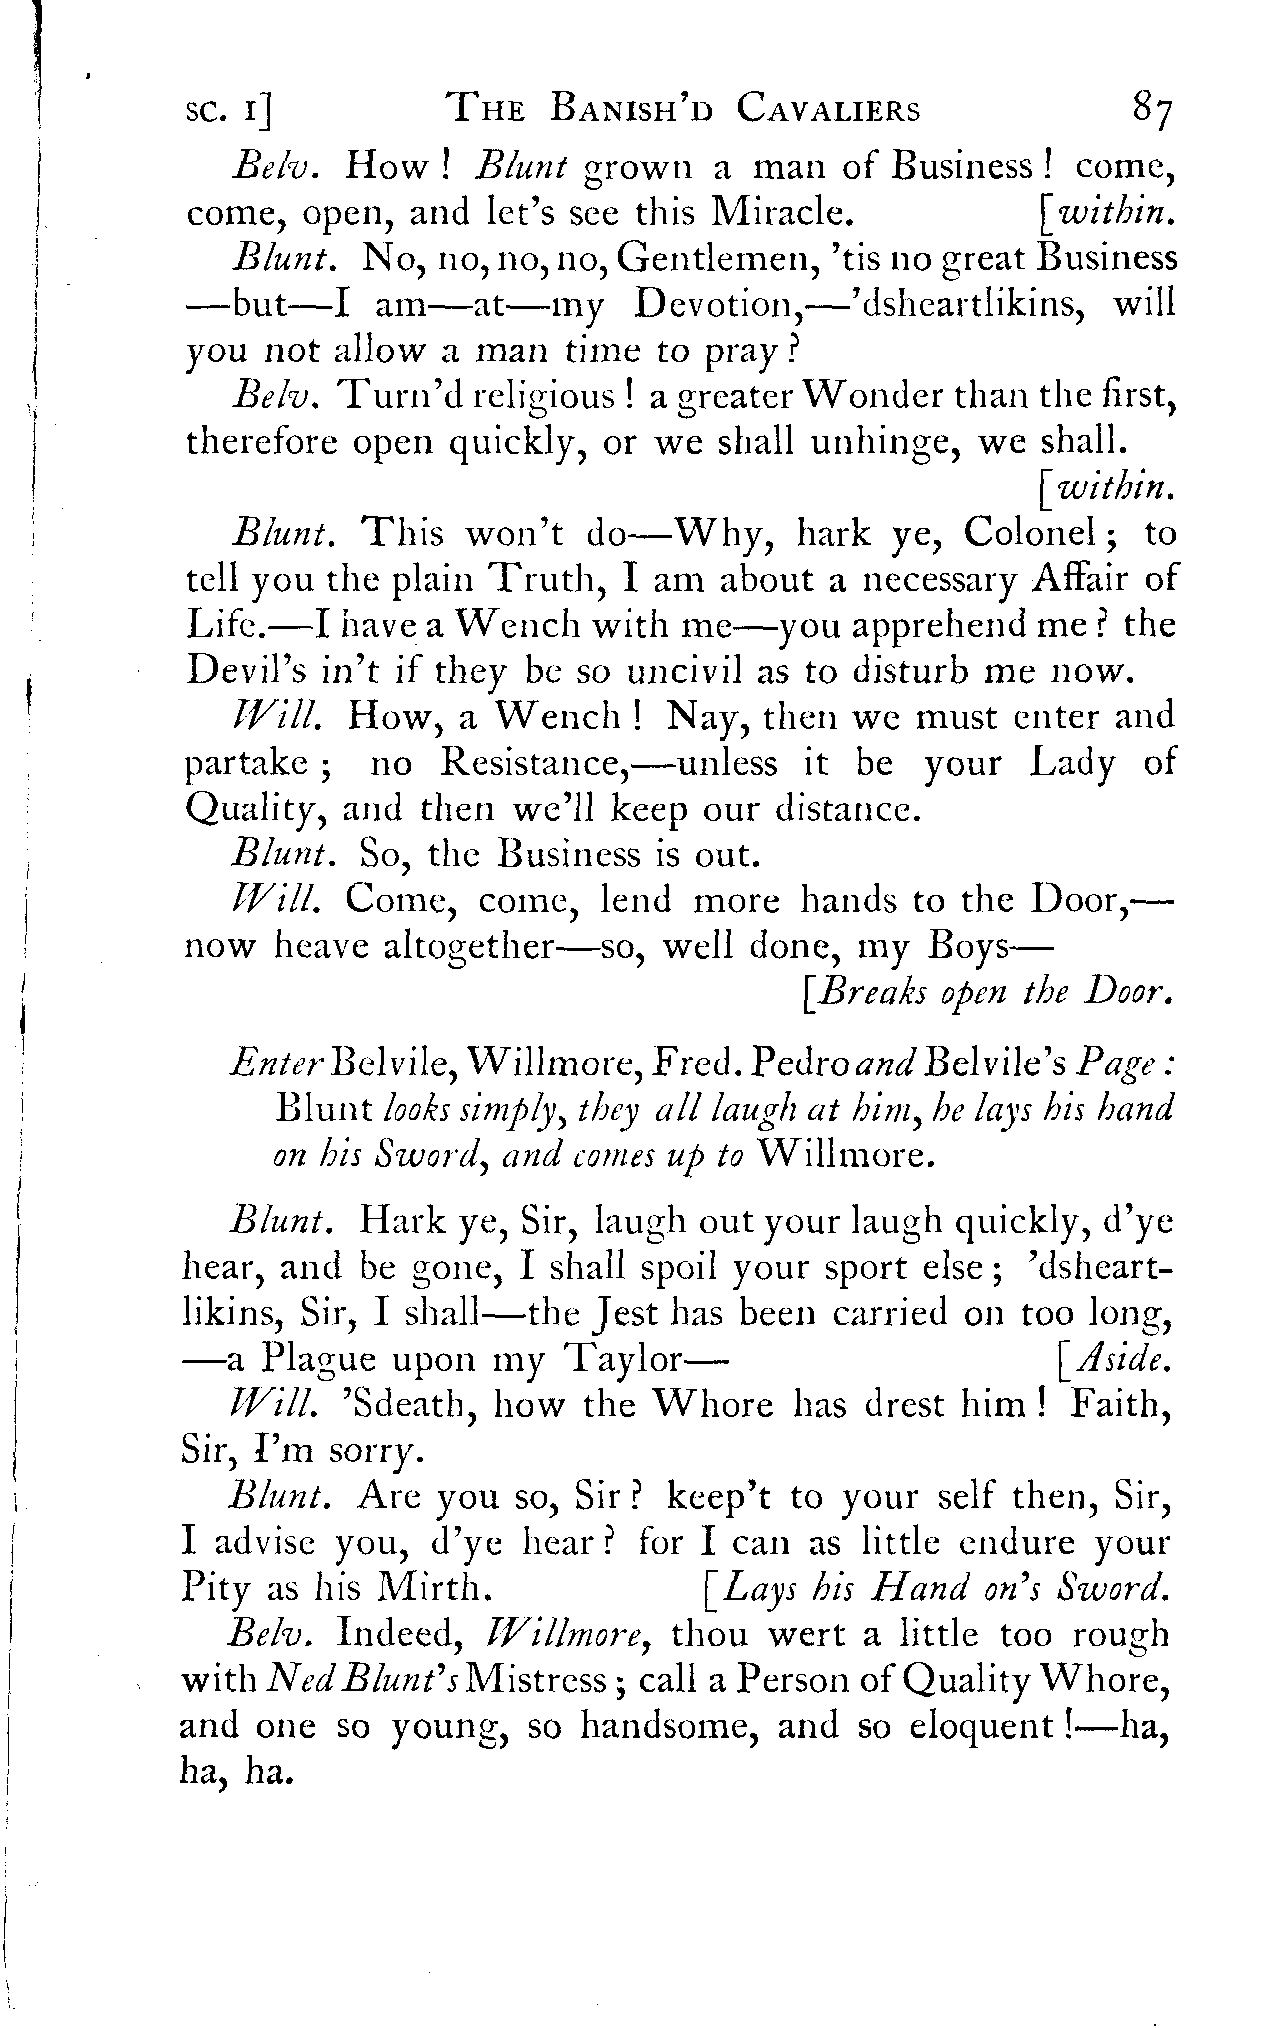 SC. I] THE BANISH'D CAVALIERS 87
Belv. How ! Blunt grown a man of Business ! come,
come, open, and let's see this Miracle. [within.
Blunt. No, no, no, no, Gentlemen, 'tis no great Business
—but—I am—at—my Devotion,—'dsheartlikins, will
you not allow a man time to pray ?
Belv. Turn'd religious ! a greater Wonder than the first,
therefore open quickly, or we shall unhinge, we shall.
[within.
Blunt. This won't do—Why, hark ye, Colonel ; to
tell you the plain Truth, I am about a necessary Affair of
Life.—I have a Wench with me—you apprehend me ? the
Devil's in't if they be so uncivil as to disturb me now.
Will. How, a Wench ! Nay, then we must enter and
partake ; no Resistance,—unless it be your Lady of
Quality, and then we'll keep our distance.
Blunt. So, the Business is out.
Will. Come, come, lend more hands to the Door,—
now heave altogether—so, well done, my Boys—
[Breaks open the Door.
Enter Belvile, Willmore, Fred. Pedro and Belvile's Page :
Blunt looks simply, they all laugh at him, he lays his hand
on his Sword, and comes up to Willmore.
Blunt. Hark ye, Sir, laugh out your laugh quickly, d'ye
hear, and be gone, I shall spoil your sport else ; 'dsheart-
likins, Sir, I shall—the Jest has been carried on too long,
—a Plague upon my Taylor— [Aside.
Will. 'Sdeath, how the Whore has drest him ! Faith,
Sir, I'm sorry.
Blunt. Are you so, Sir ? keep't to your self then, Sir,
I advise you, d'ye hear ? for I can as little endure your
Pity as his Mirth. [Lays his Hand on's Sword.
Belv. Indeed, Willmore, thou wert a little too rough
with Ned Blunt's Mistress ; call a Person of Quality Whore,
and one so young, so handsome, and so eloquent !—ha,
ha, ha.